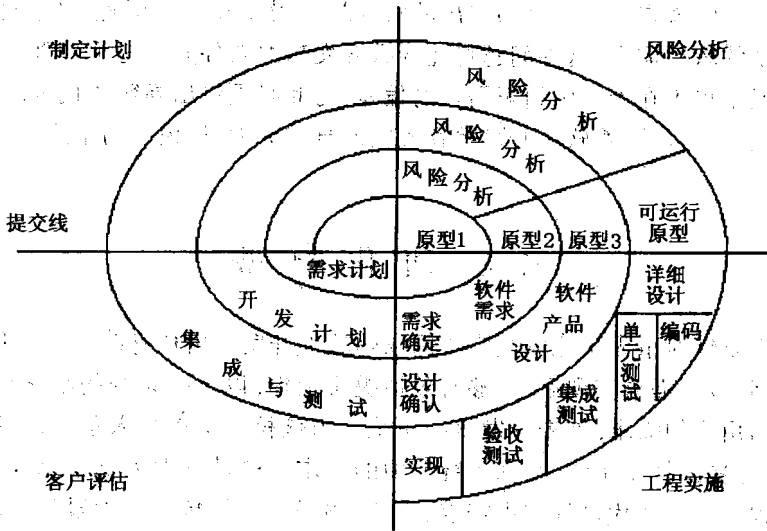 制定计划
风险分析
风险分析
风险分析
风险分析
提交线
原型1
原型2
原型3
可运行
原型
需求计划
软件
需求
软件
产品
设计
详细
设计
开发计划
需求
确定
集成与测试
设计
确认
单元测试
编码
集成
测试
验收
测试
实现
客户评估
工程实施